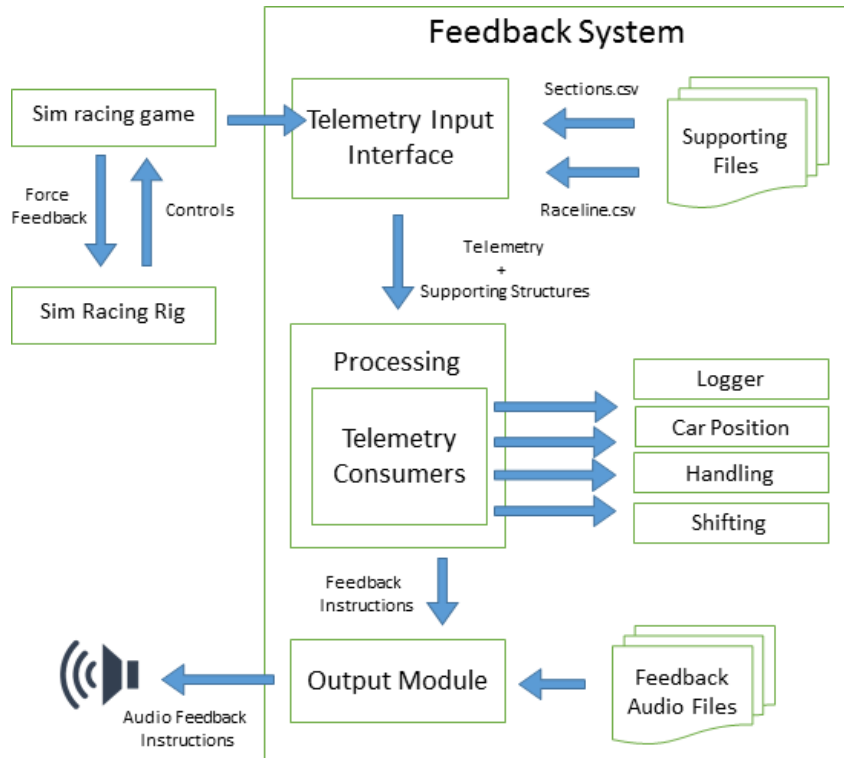 Feedback System
Sim racing game
Telemetry Input
Interface
Sections.csv
Supporting
Files
Raceline.csv
Force
Feedback
Controls
Telemetry
+
Supporting Structures
Sim Racing Rig
Processing
Telemetry
Consumers
Logger
Car Position
Handling
Shifting
Feedback
Instructions
Output Module
Feedback
Audio Files
Audio Feedback
Instructions